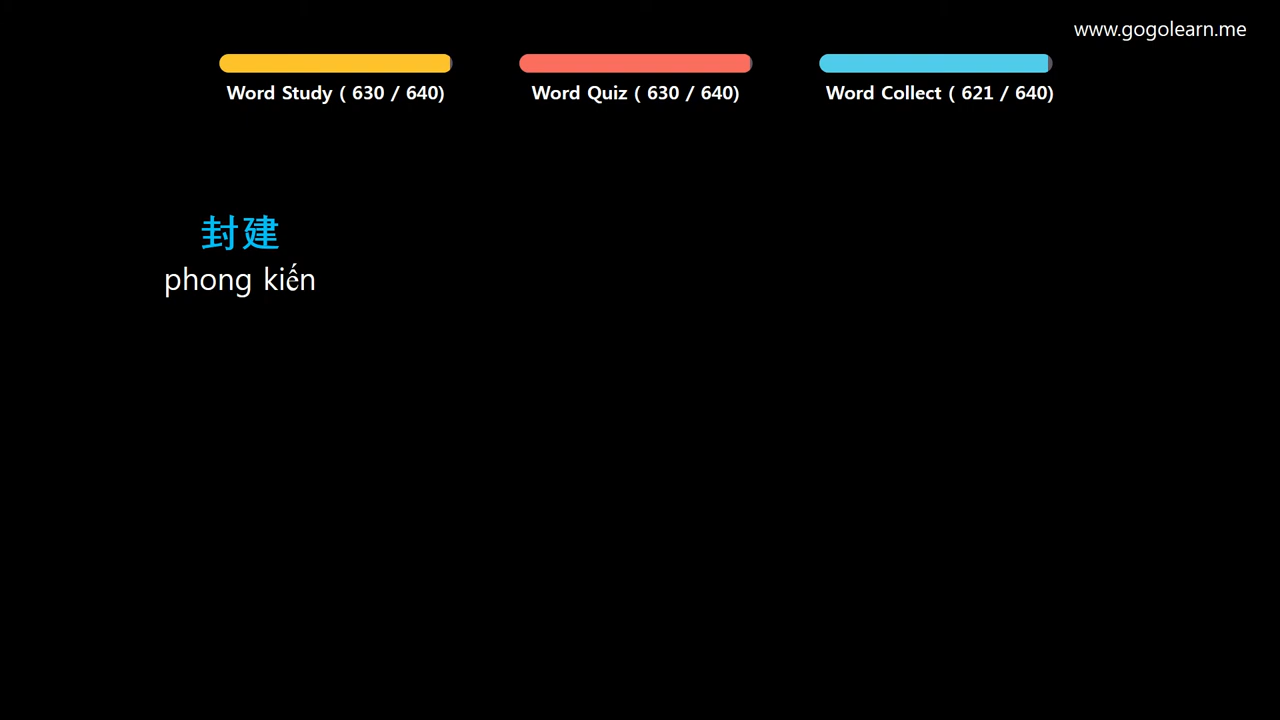 www.gogolearn.me
Word Study ( 630 / 640)
Word Quiz ( 630 / 640)
Word Collect ( 621 / 640)
封建
phong kiến